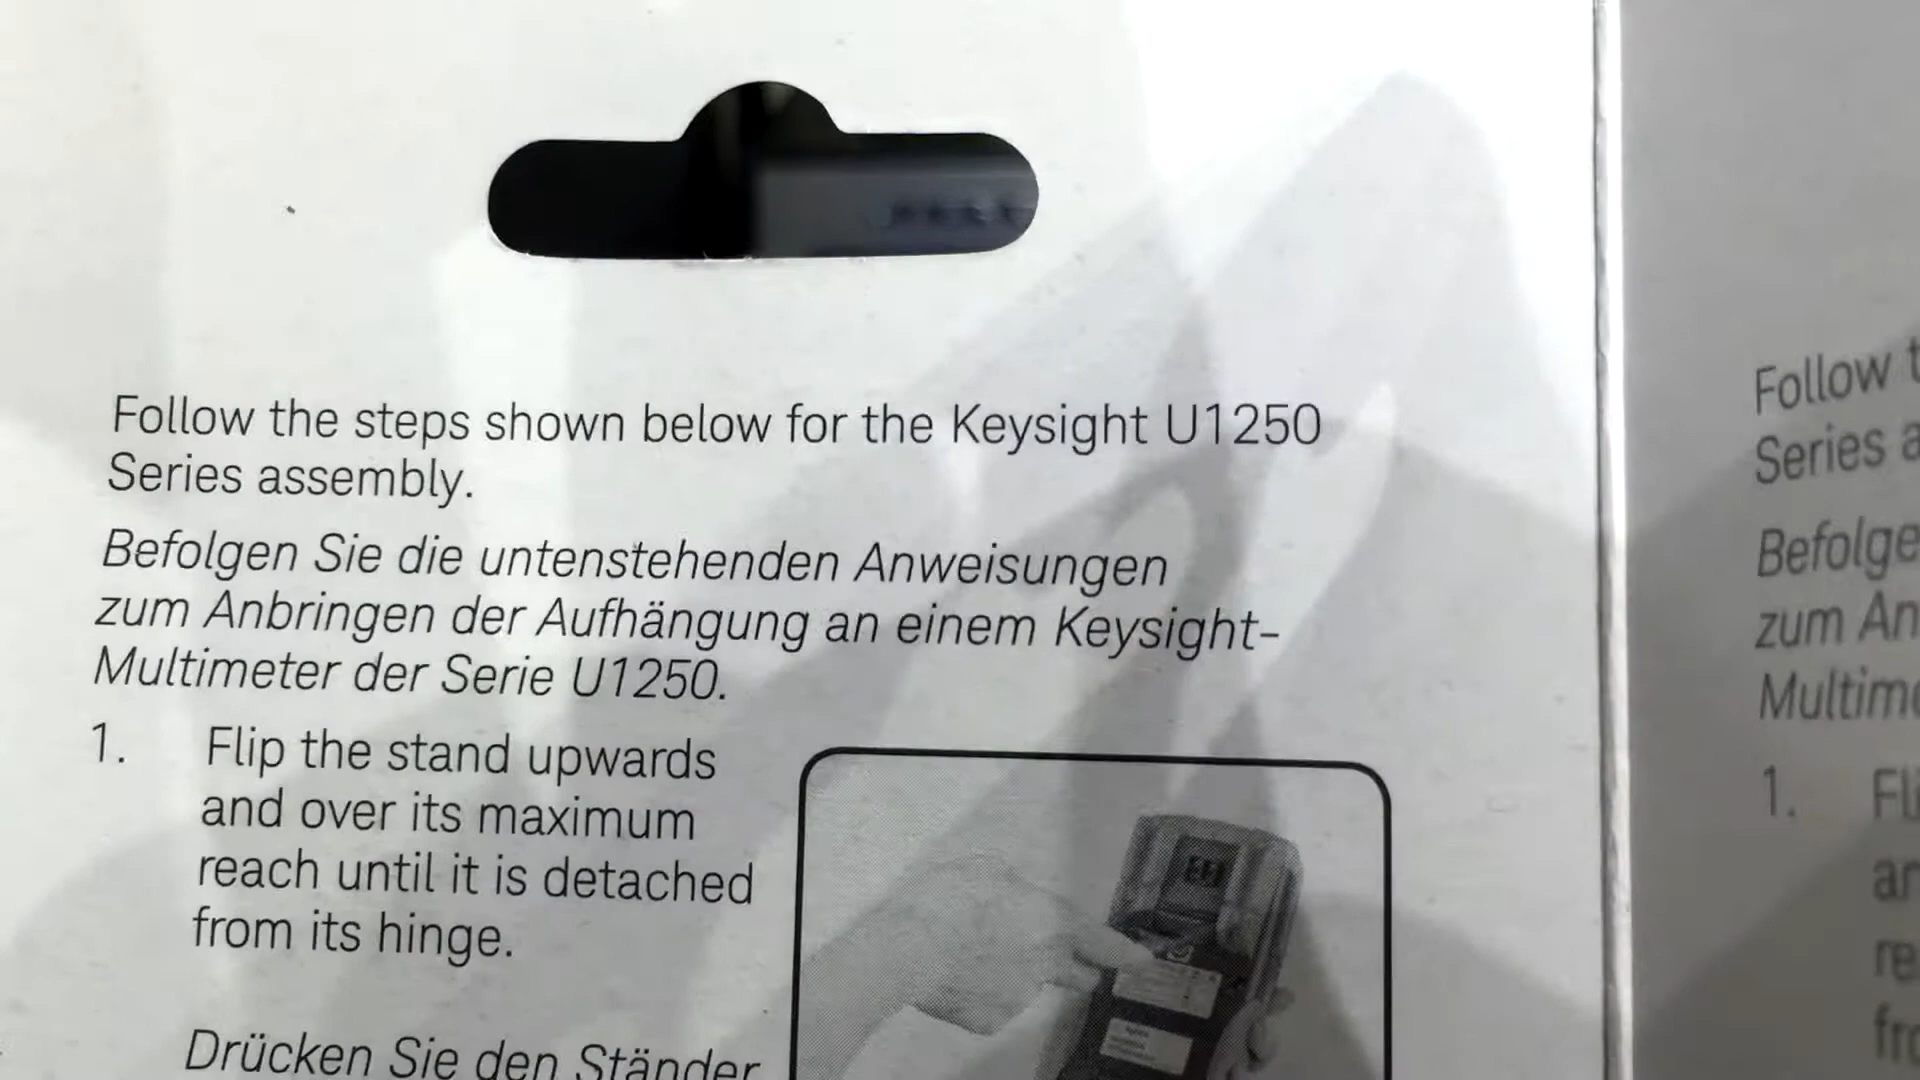 Follow the steps shown below for the Keysight U1250
Series assembly.
Befolgen Sie die untenstehenden Anweisungen
zum Anbringen der Aufhängung an einem Keysight-
Multimeter der Serie U1250.
1. Flip the stand upwards
and over its maximum
reach until it is detached
from its hinge.
Drücken Sie den Ständer
Follow
Series
Befolge
zum An
Multim
1. Fl